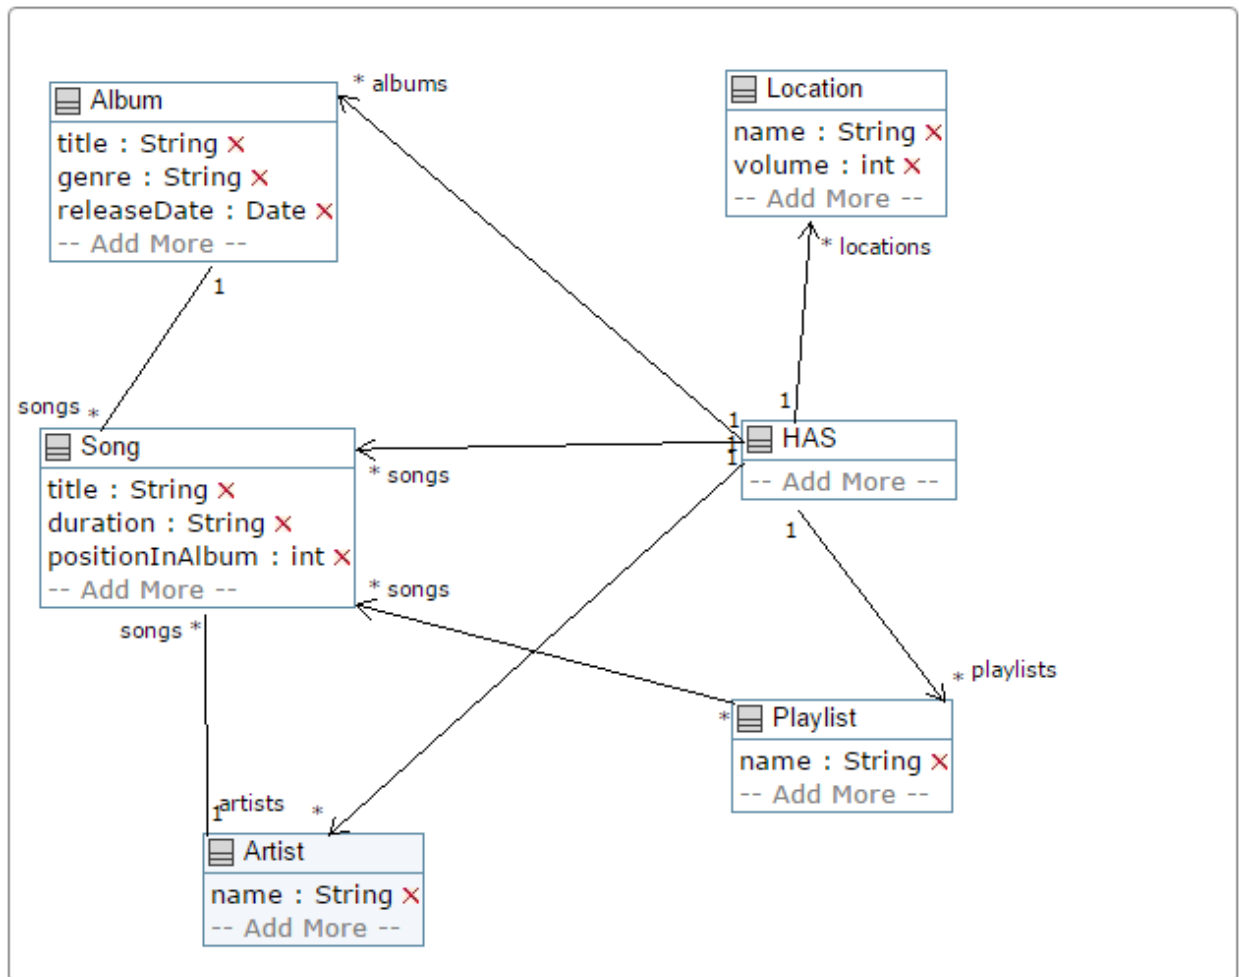 Album
title : String
genre : String
releaseDate : Date
-- Add More --
* albums
Location
name : String
volume : int
-- Add More --
* locations
1
songs *
1
1
1
1
HAS
-- Add More --
1
Song
title : String
duration : String
positionInAlbum : int
-- Add More --
* songs
* songs
songs *
* playlists
*
Playlist
name : String
-- Add More --
1
artists
*
Artist
name : String
-- Add More --